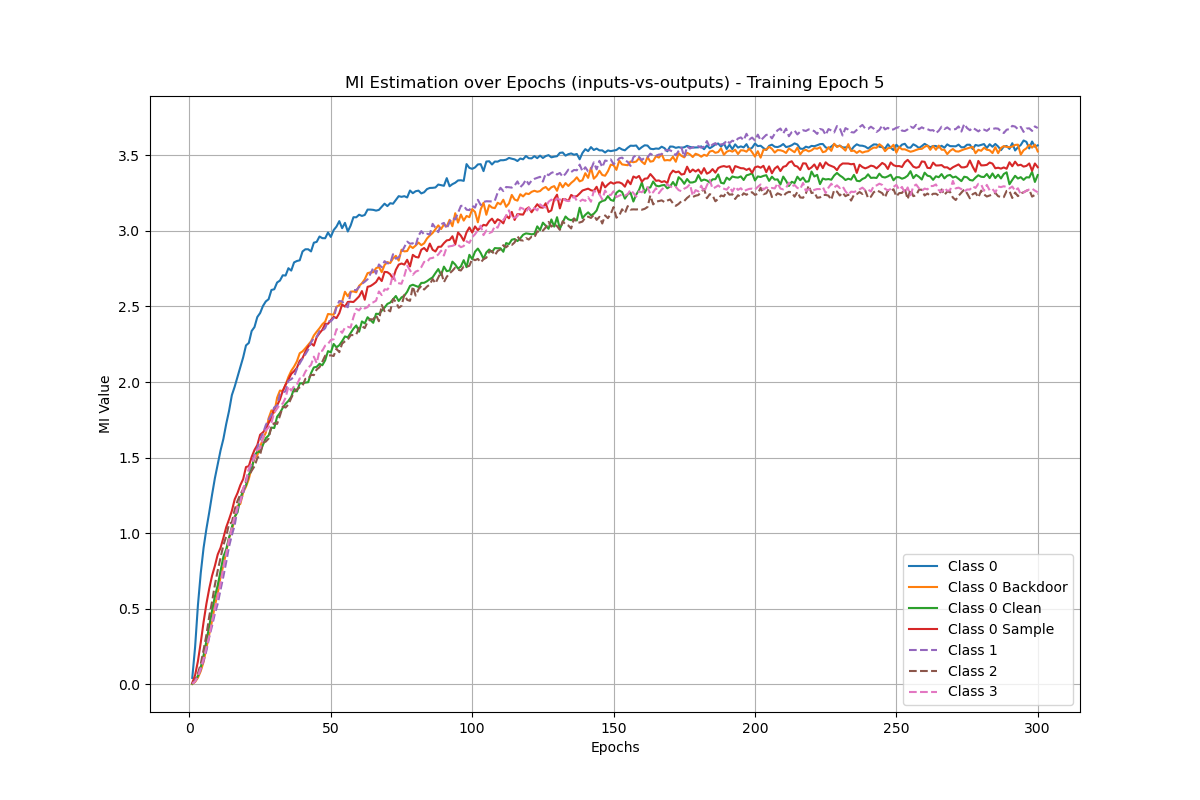 MI Estimation over Epochs (inputs-vs-outputs) - Training Epoch 5
MI Value
3.5
3.0
2.5
2.0
1.5
1.0
0.5
0.0
0
50
100
150
200
250
300
Epochs
Class 0
Class 0 Backdoor
Class 0 Clean
Class 0 Sample
Class 1
Class 2
Class 3